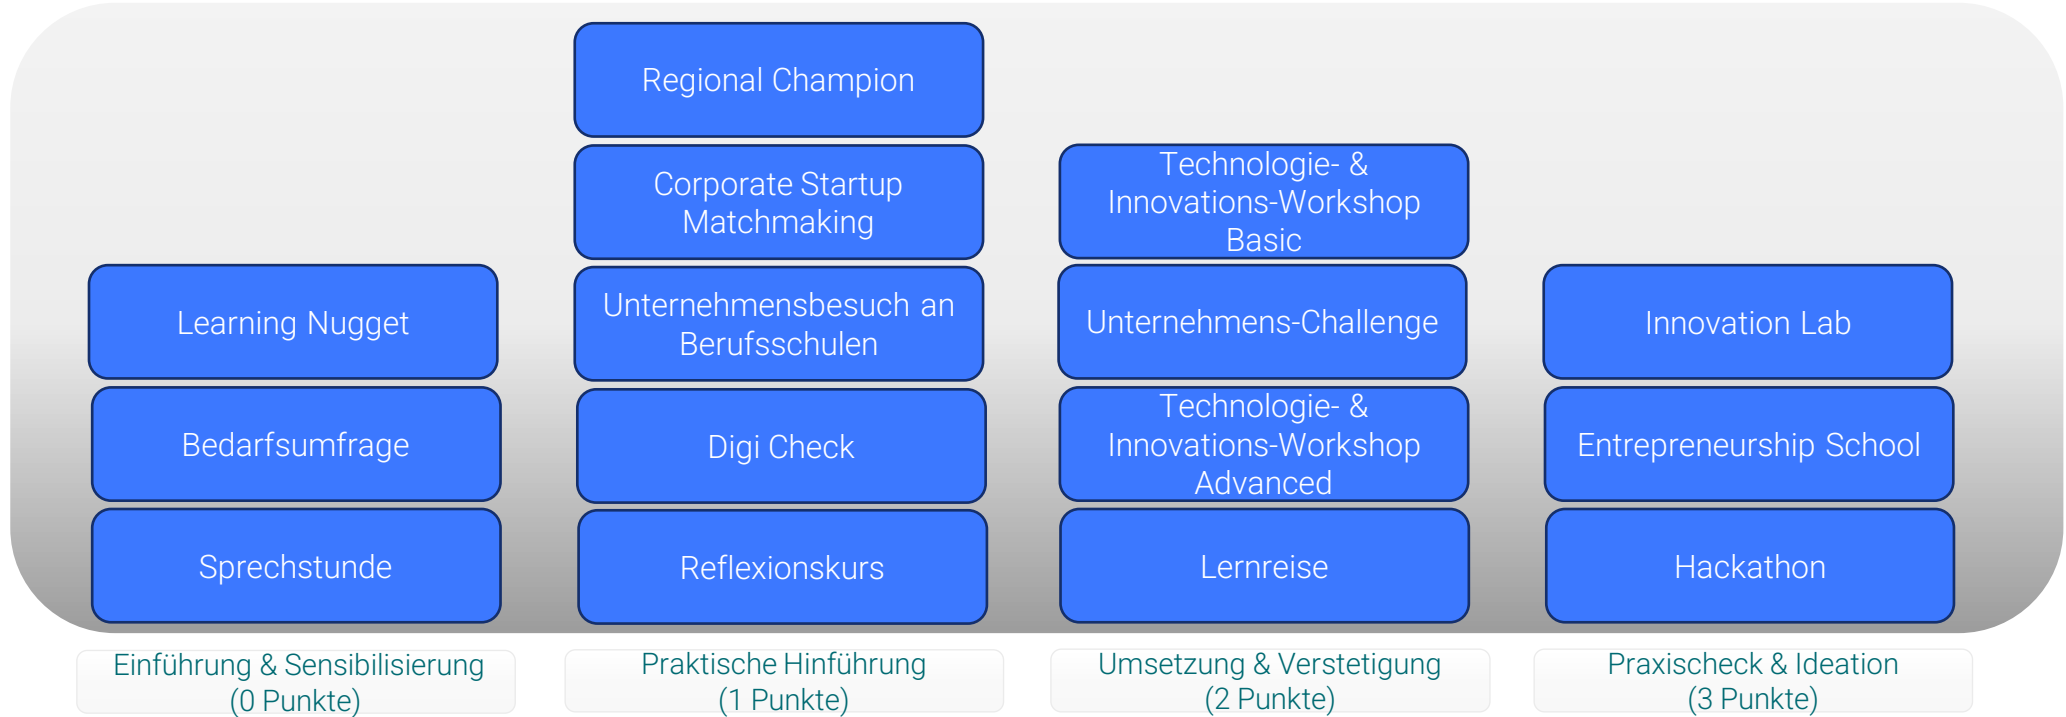 Regional Champion
Corporate Startup
Matchmaking
Technologie- &
Innovations-Workshop
Basic
Learning Nugget
Unternehmensbesuch an
Berufsschulen
Unternehmens-Challenge
Innovation Lab
Bedarfsumfrage
Digi Check
Technologie- &
Innovations-Workshop
Advanced
Entrepreneurship School
Sprechstunde
Reflexionskurs
Lernreise
Hackathon
Einführung & Sensibilisierung
(0 Punkte)
Praktische Hinführung
(1 Punkte)
Umsetzung & Verstetigung
(2 Punkte)
Praxischeck & Ideation
(3 Punkte)